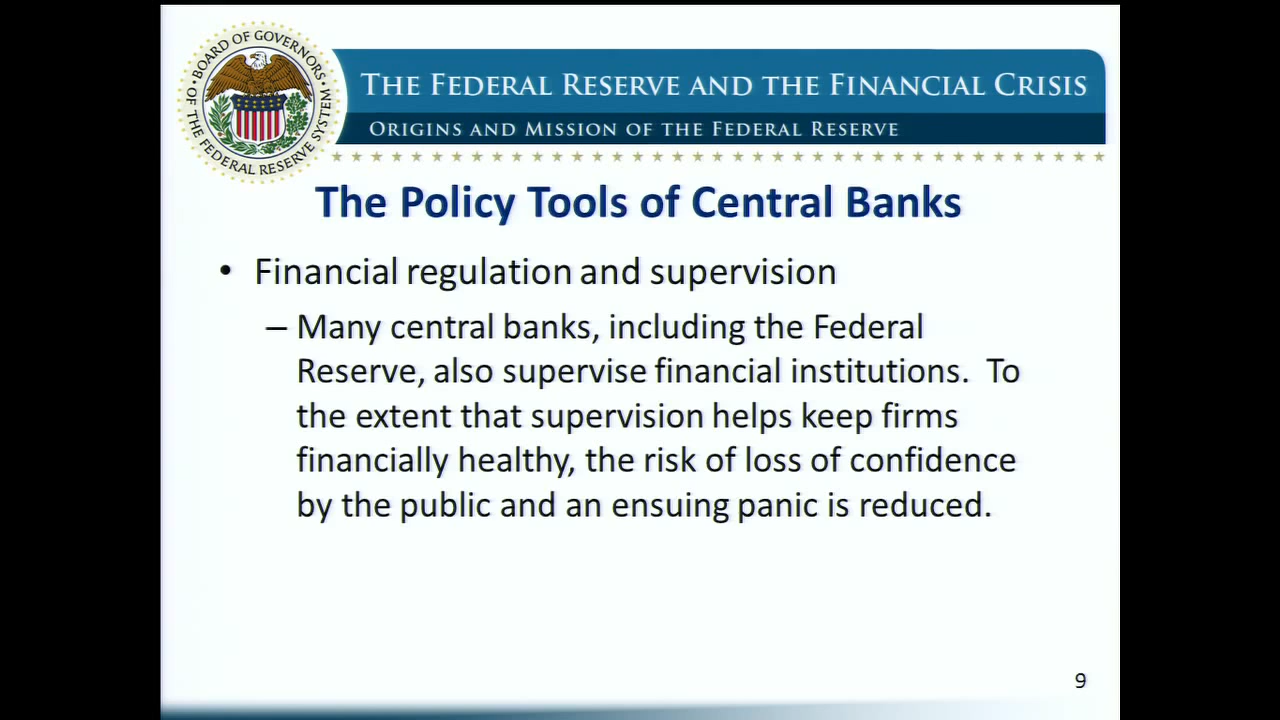 BOARD OF GOVERNORS
OF THE FEDERAL RESERVE SYSTEM
THE FEDERAL RESERVE AND THE FINANCIAL CRISIS
ORIGINS AND MISSION OF THE FEDERAL RESERVE
The Policy Tools of Central Banks
• Financial regulation and supervision
– Many central banks, including the Federal
Reserve, also supervise financial institutions.  To
the extent that supervision helps keep firms
financially healthy, the risk of loss of confidence
by the public and an ensuing panic is reduced.
9